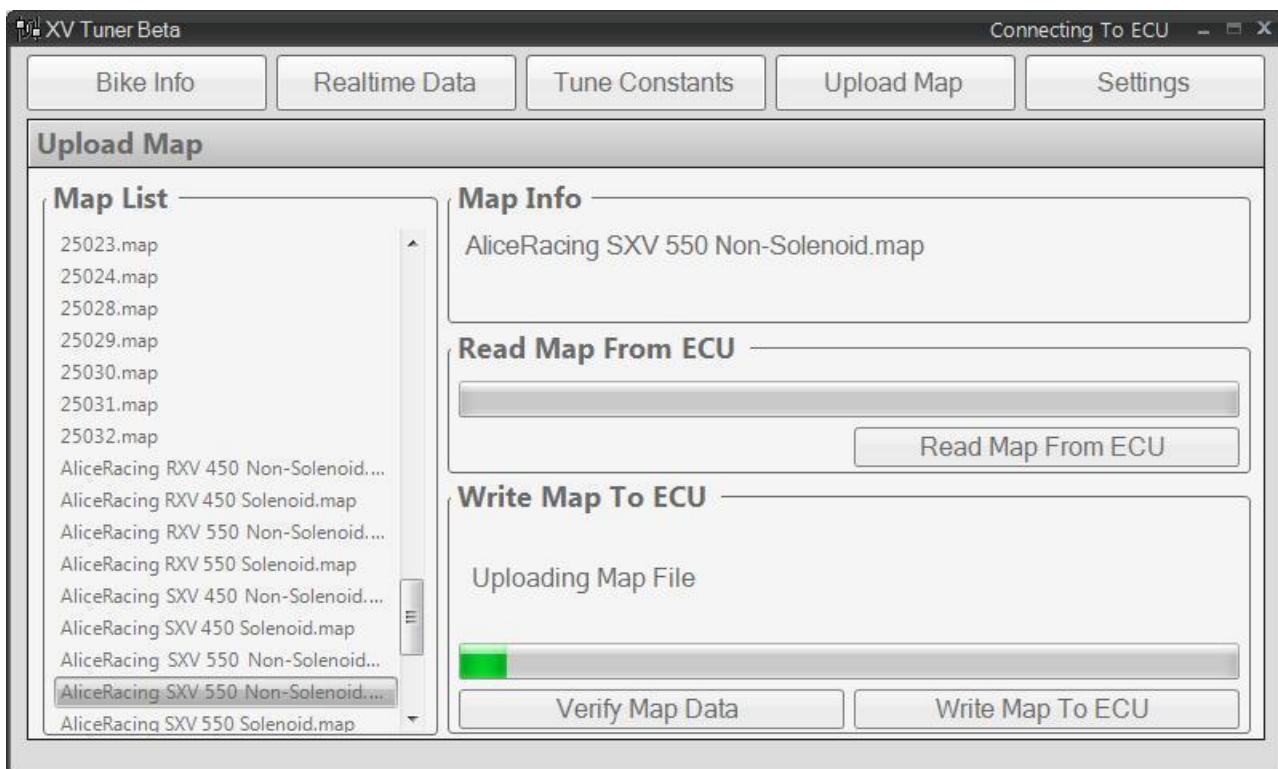 XV Tuner Beta
Connecting To ECU
Bike Info
Realtime Data
Tune Constants
Upload Map
Settings
Upload Map
Map List
25023.map
25024.map
25028.map
25029.map
25030.map
25031.map
25032.map
AliceRacing RXV 450 Non-Solenoid....
AliceRacing RXV 450 Solenoid.map
AliceRacing RXV 550 Non-Solenoid....
AliceRacing RXV 550 Solenoid.map
AliceRacing SXV 450 Non-Solenoid....
AliceRacing SXV 450 Solenoid.map
AliceRacing SXV 550 Non-Solenoid...
AliceRacing SXV 550 Non-Solenoid....
AliceRacing SXV 550 Solenoid.map
Map Info
AliceRacing SXV 550 Non-Solenoid.map
Read Map From ECU
Read Map From ECU
Write Map To ECU
Uploading Map File
Verify Map Data
Write Map To ECU